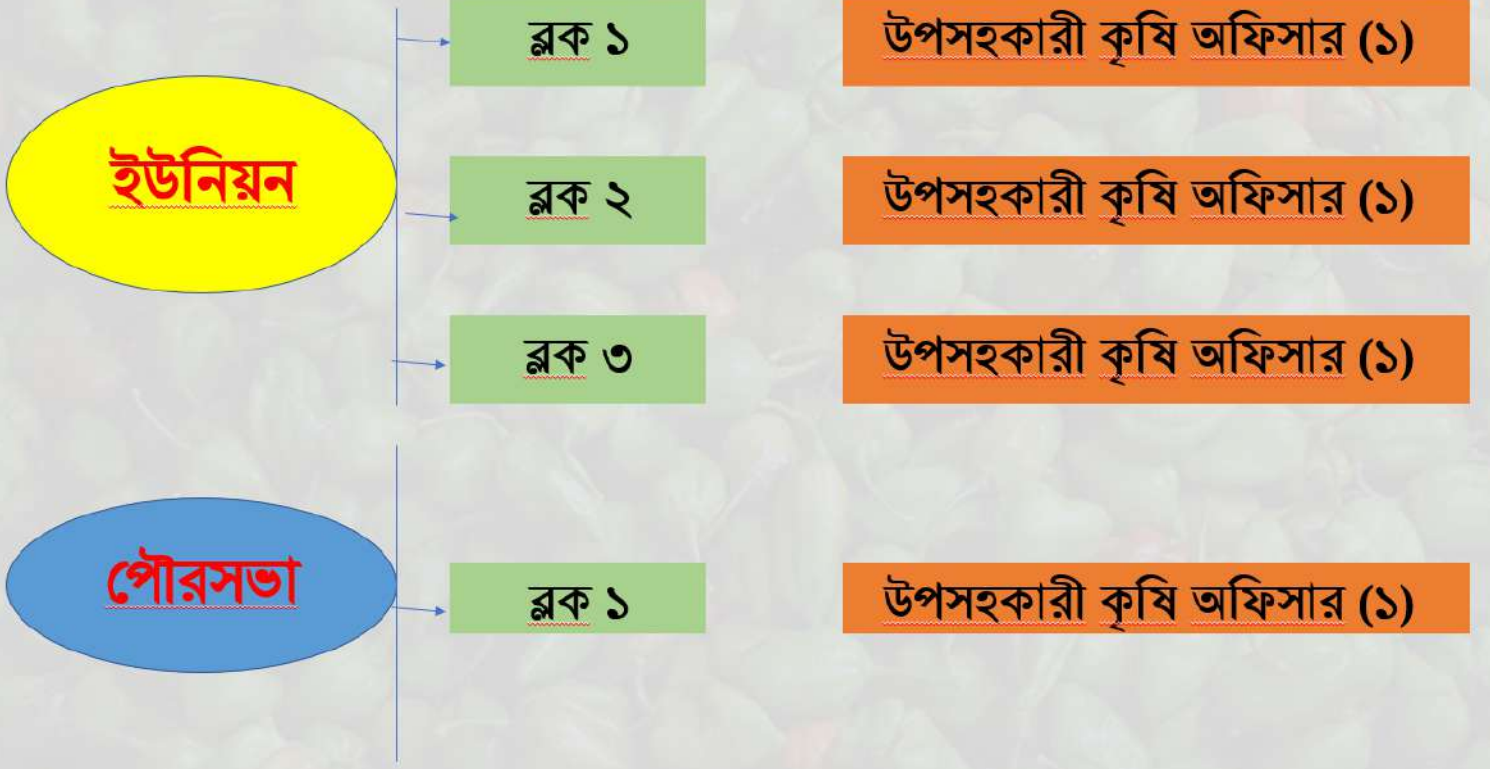 ব্লক ১
উপসহকারী কৃষি অফিসার (১)
ইউনিয়ন
ব্লক ২
উপসহকারী কৃষি অফিসার (১)
ব্লক ৩
উপসহকারী কৃষি অফিসার (১)
পৌরসভা
ব্লক ১
উপসহকারী কৃষি অফিসার (১)